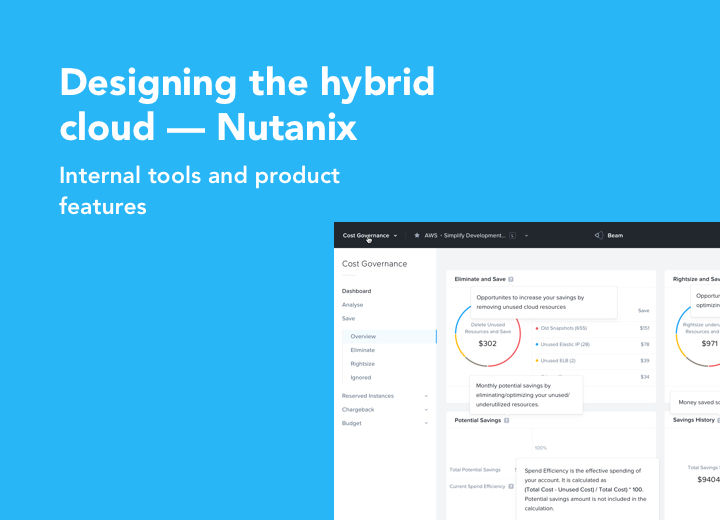 Designing the hybrid
cloud — Nutanix
Internal tools and product
features
Cost Governance
AWS • Simplify Development... L
Beam
Cost Governance
Dashboard
Analyse
Save
Overview
Eliminate
Rightsize
Ignored
Reserved Instances
Chargeback
Budget
Eliminate and Save ?
Opportunites to increase your savings by
removing unused cloud resources
Save
Delete Unused
Resources and Save
$302
Old Snapshots (655) $151
Unused Elastic IP (28) $78
Unused ELB (2) $39
$34
Monthly potential savings by
eliminating/optimizing your unused/
underutilized resources.
Rightsize and Sav
Opportun
optimizin
Rightsize underu
Resources and
$971
Money saved so
Potential Savings ?
100%
Total Potential Savings
Current Spend Efficiency ?
Spend Efficiency is the effective spending of
your account. It is calculated as
(Total Cost - Unused Cost) / Total Cost) * 100.
Potential savings amount is not included in the
calculation.
Savings History
Total Savings
$9404